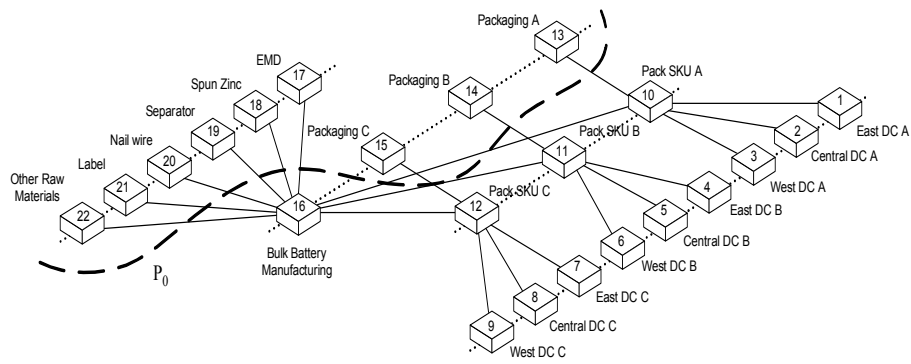 Packaging A
13
EMD
17
Packaging B
14
Pack SKU A
10
1
East DC A
Spun Zinc
18
2
Central DC A
Separator
19
Packaging C
15
Pack SKU B
11
3
West DC A
Nail wire
20
4
East DC B
Label
21
Pack SKU C
12
5
Central DC B
Other Raw
Materials
22
16
Bulk Battery
Manufacturing
6
West DC B
P0
7
East DC C
8
Central DC C
9
West DC C